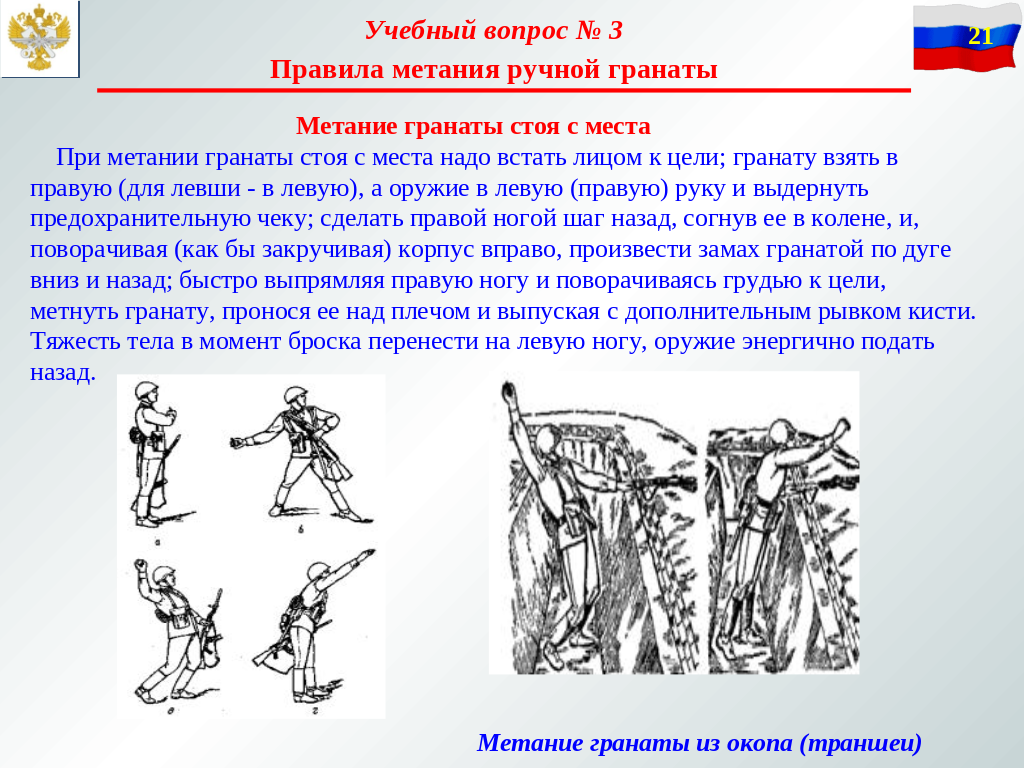 Учебный вопрос № 3
21
Правила метания ручной гранаты
Метание гранаты стоя с места
При метании гранаты стоя с места надо встать лицом к цели; гранату взять в
правую (для левши - в левую), а оружие в левую (правую) руку и выдернуть
предохранительную чеку; сделать правой ногой шаг назад, согнув ее в колене, и,
поворачивая (как бы закручивая) корпус вправо, произвести замах гранатой по дуге
вниз и назад; быстро выпрямляя правую ногу и поворачиваясь грудью к цели,
метнуть гранату, пронося ее над плечом и выпуская с дополнительным рывком кисти.
Тяжесть тела в момент броска перенести на левую ногу, оружие энергично подать
назад.
а
б
в
г
Метание гранаты из окопа (траншеи)